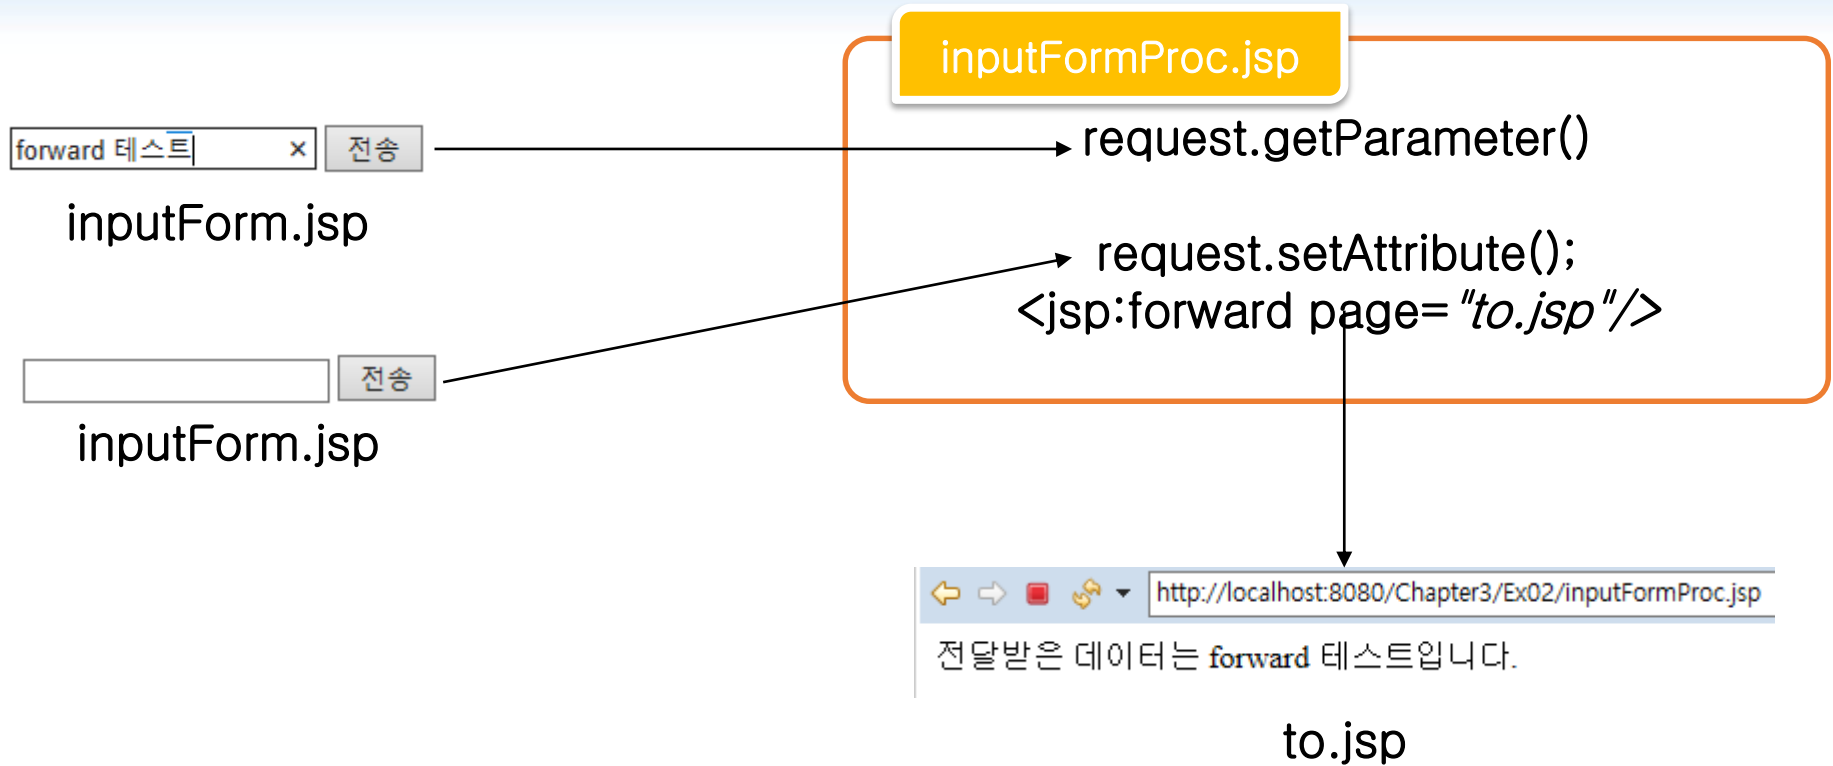 inputFormProc.jsp
forward 테스트 × 전송
request.getParameter()
inputForm.jsp
request.setAttribute();
<jsp:forward page="to.jsp"/>
전송
inputForm.jsp
http://localhost:8080/Chapter3/Ex02/inputFormProc.jsp
전달받은 데이터는 forward 테스트입니다.
to.jsp